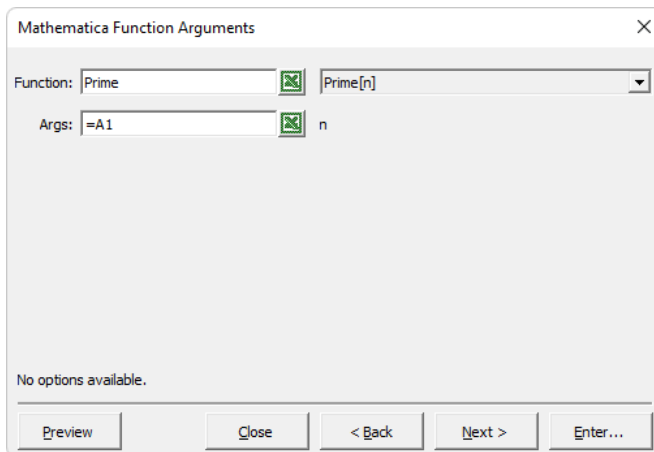 Mathematica Function Arguments
Function: Prime Prime[n]
Args: =A1 n
No options available.
Preview Close < Back Next > Enter...